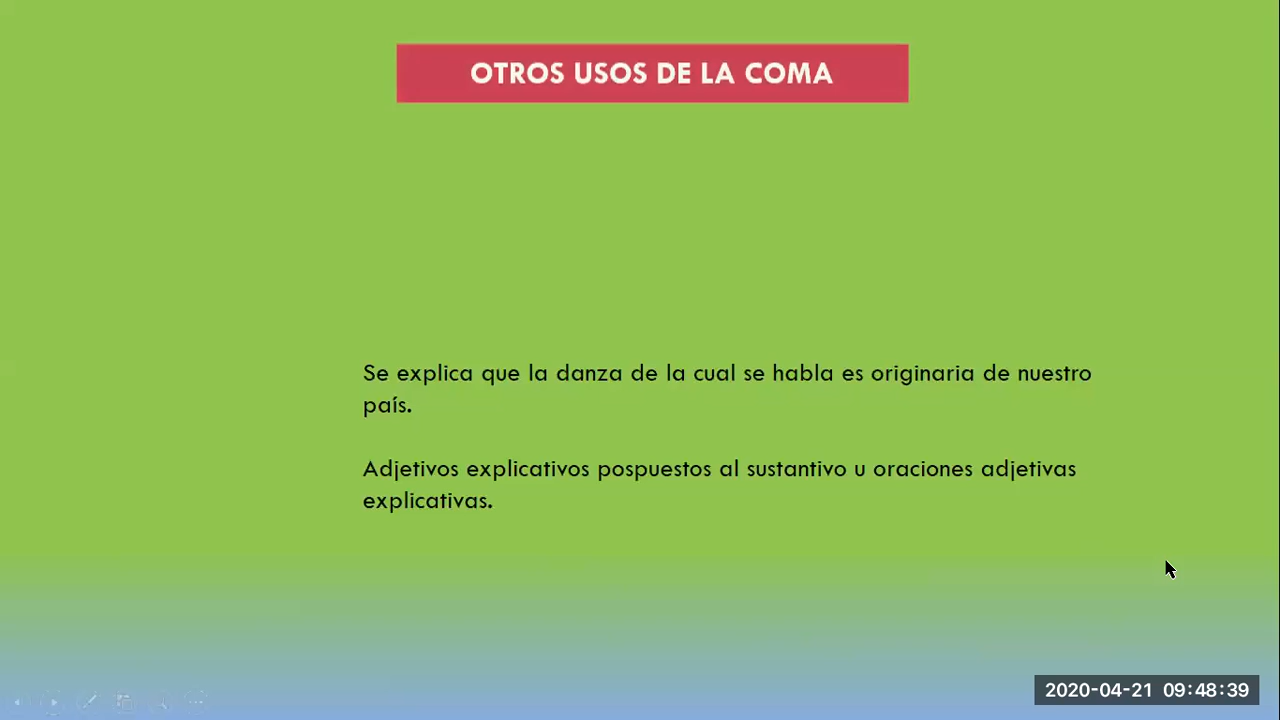 OTROS USOS DE LA COMA
Se explica que la danza de la cual se habla es originaria de nuestro
país.
Adjetivos explicativos pospuestos al sustantivo u oraciones adjetivas
explicativas.
2020-04-21 09:48:39